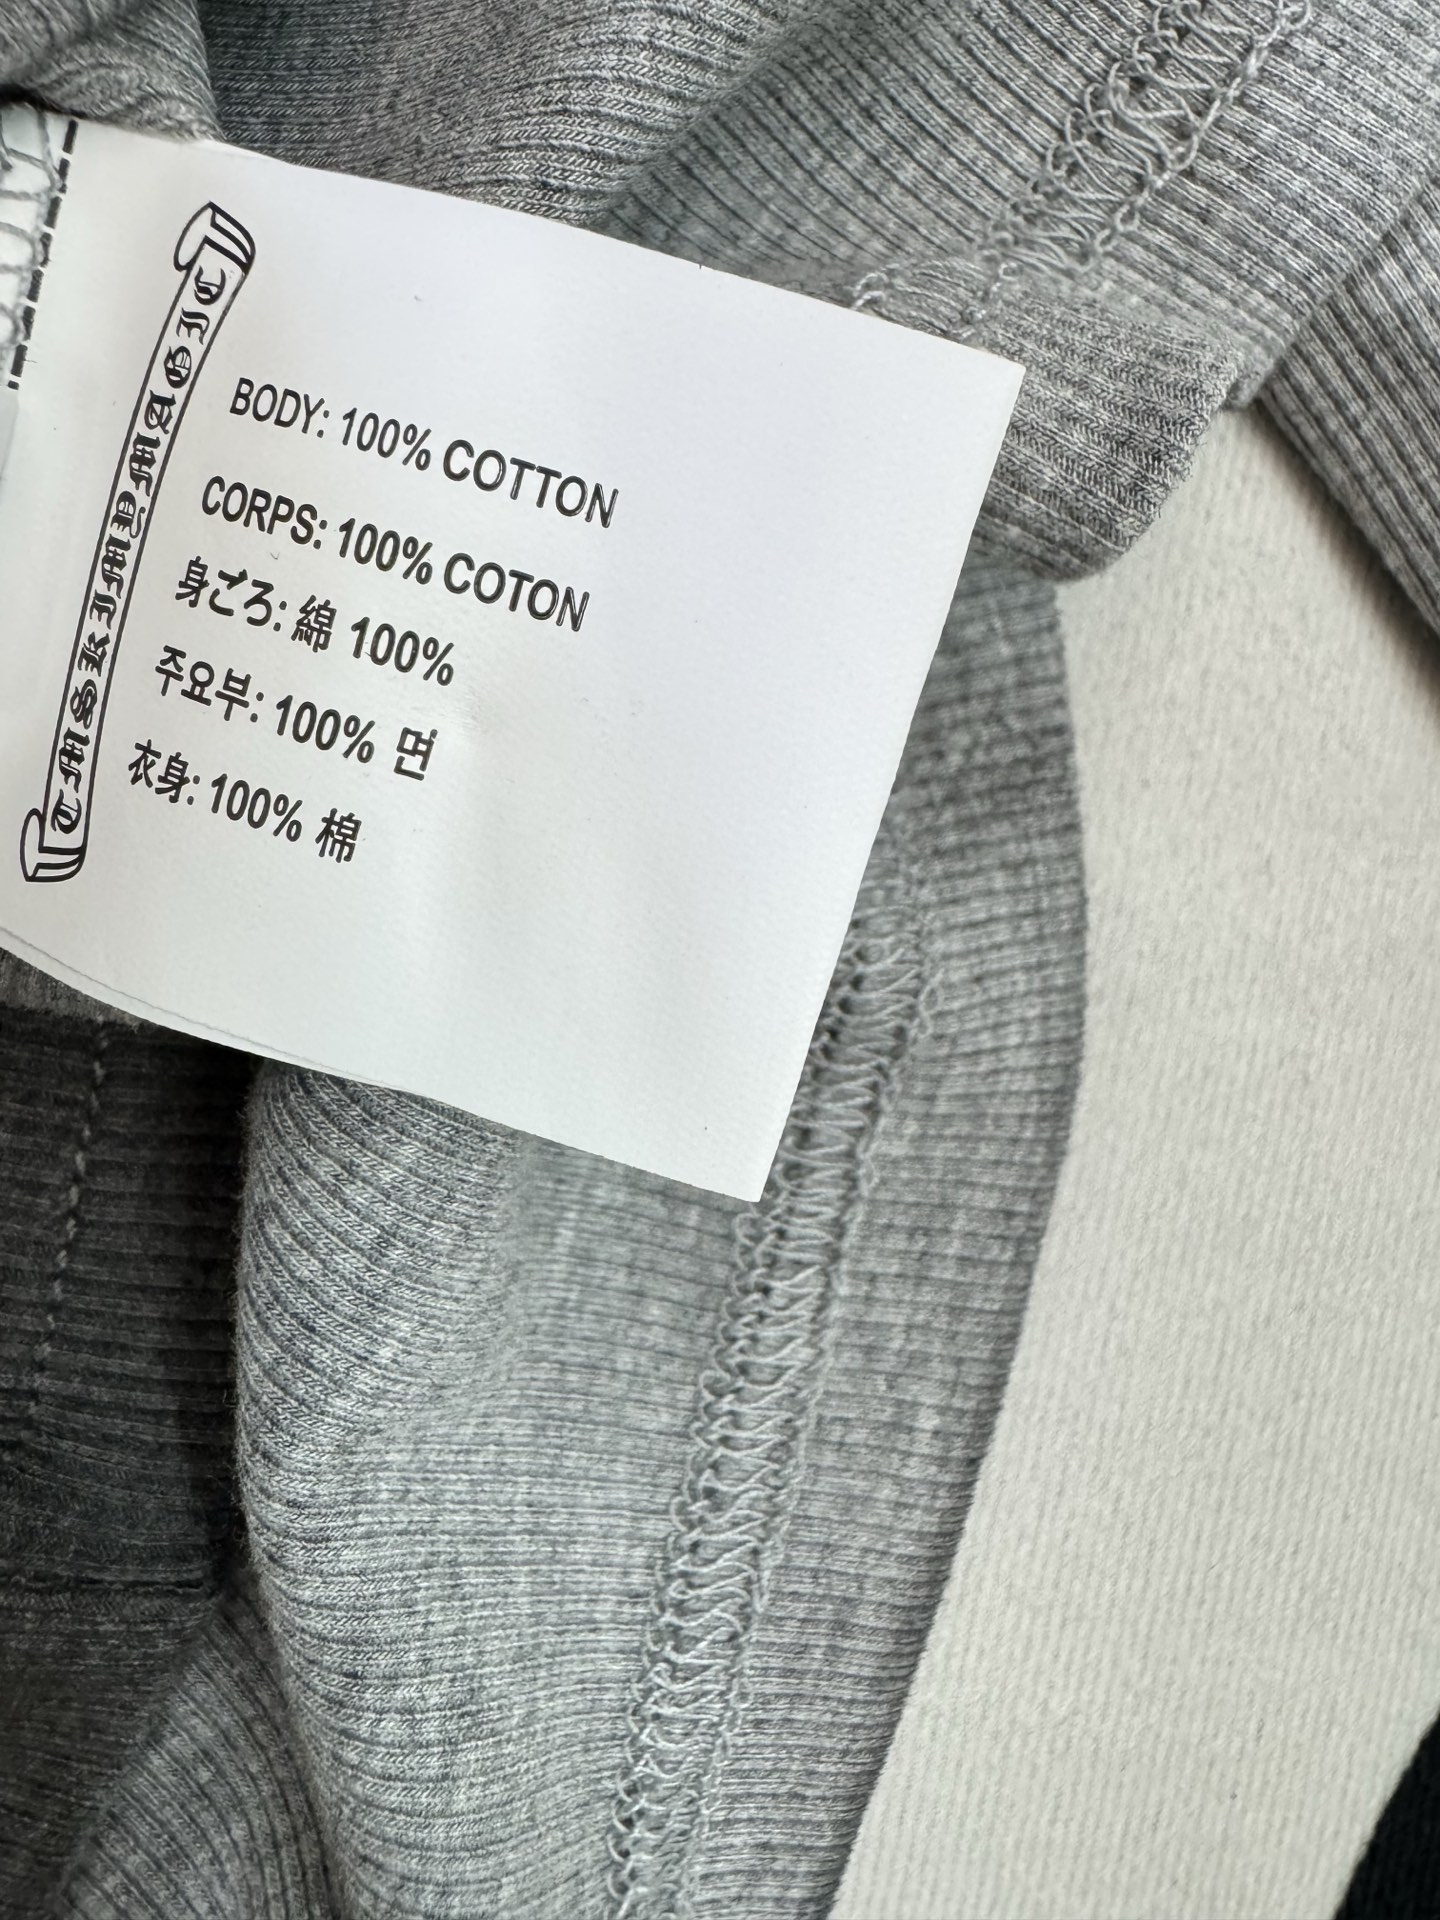 BODY: 100% COTTON
CORPS: 100% COTON
身ごろ: 綿 100%
주요부: 100% 면
衣身: 100% 棉